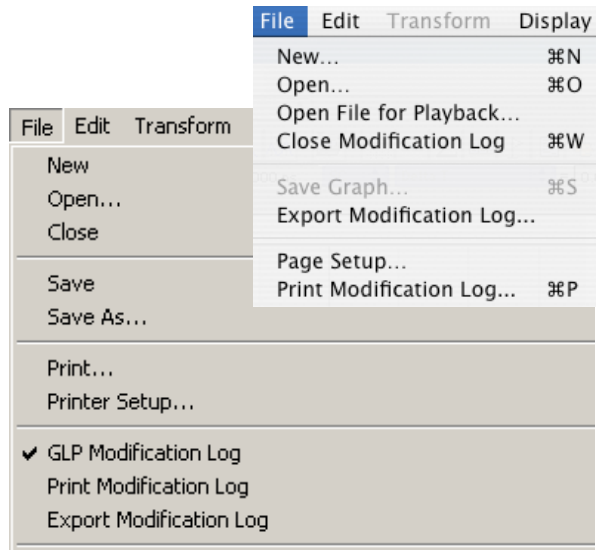 File Edit Transform Display
New... ⌘N
Open... ⌘O
Open File for Playback...
Close Modification Log ⌘W
Save Graph... ⌘S
Export Modification Log...
Page Setup...
Print Modification Log... ⌘P
File Edit Transform
New
Open...
Close
Save
Save As...
Print...
Printer Setup...
✔ GLP Modification Log
Print Modification Log
Export Modification Log